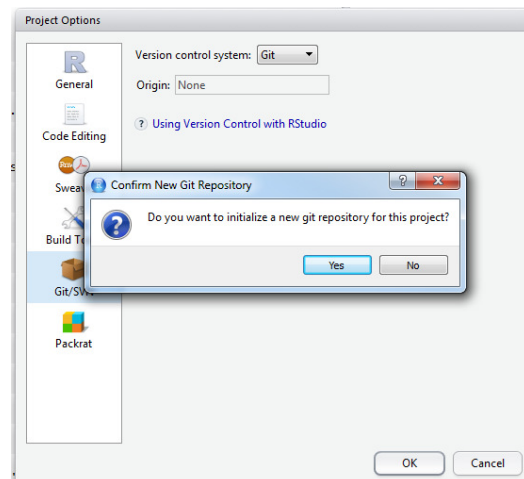 Project Options
General
Code Editing
Build
Git/SV
Packrat
Version control system: Git
Origin: None
? Using Version Control with RStudio
Confirm New Git Repository
Do you want to initialize a new git repository for this project?
Yes
No
OK
Cancel